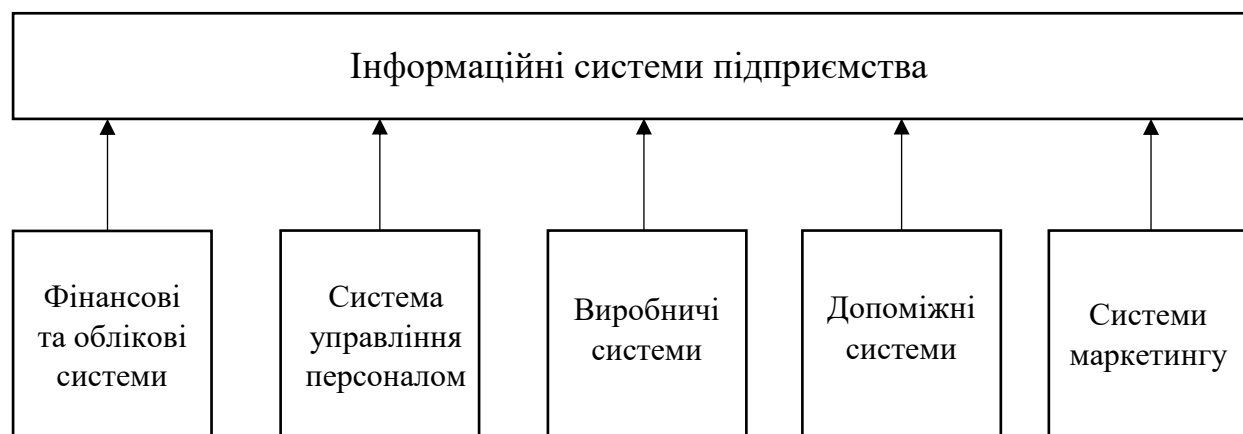 Інформаційні системи підприємства
Фінансові
та облікові
системи
Система
управління
персоналом
Виробничі
системи
Допоміжні
системи
Системи
маркетингу